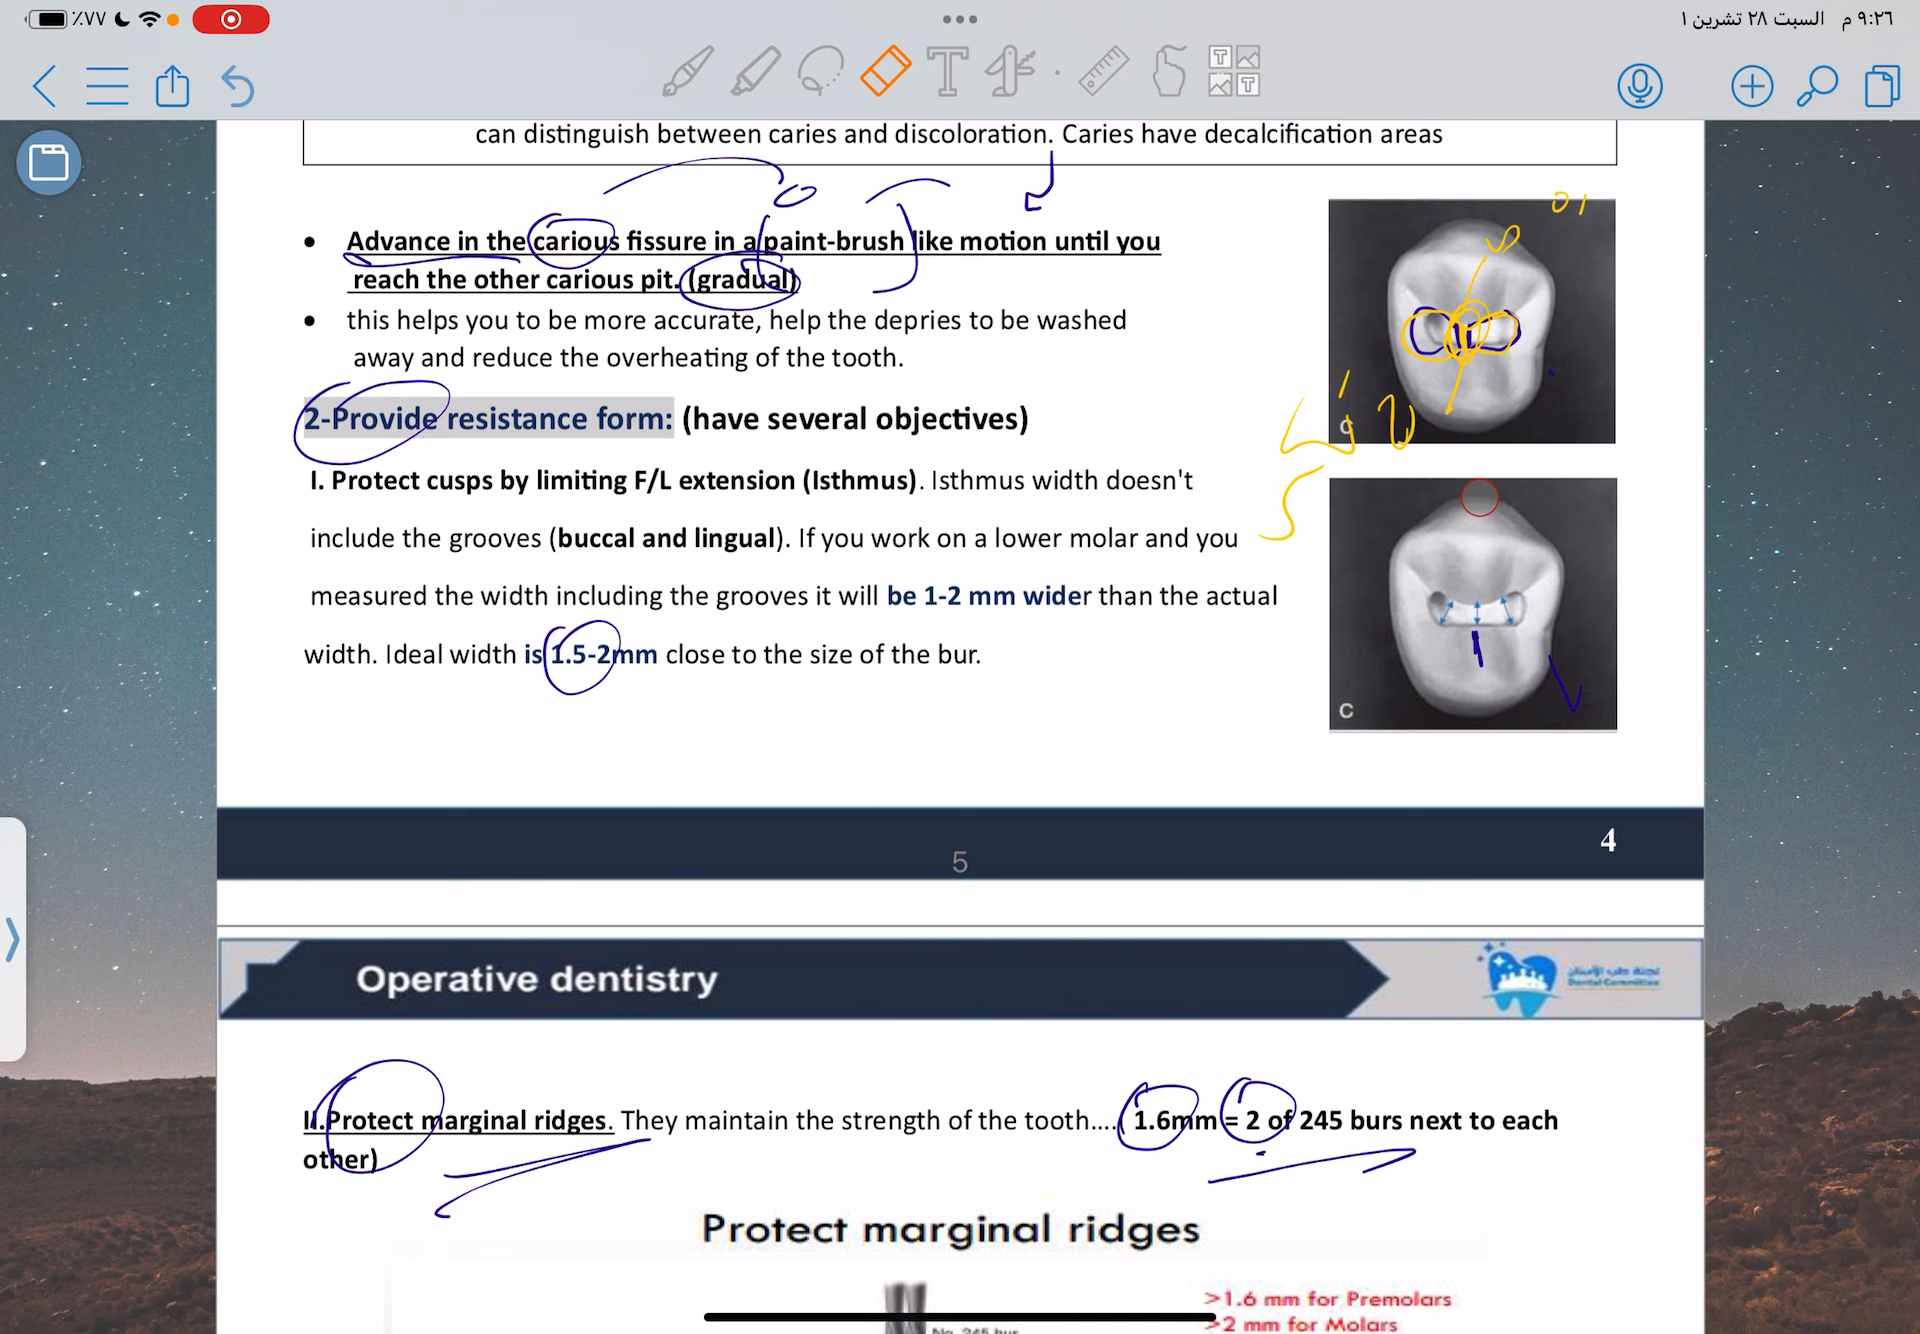 ٪٧٧
٩:٢٦ م السبت ٢٨ تشرين ١
can distinguish between caries and discoloration. Caries have decalcification areas
• Advance in the carious fissure in a paint-brush like motion until you
reach the other carious pit. (gradual)
• this helps you to be more accurate, help the depries to be washed
away and reduce the overheating of the tooth.
2-Provide resistance form: (have several objectives)
I. Protect cusps by limiting F/L extension (Isthmus). Isthmus width doesn't
include the grooves (buccal and lingual). If you work on a lower molar and you
measured the width including the grooves it will be 1-2 mm wider than the actual
width. Ideal width is 1.5-2mm close to the size of the bur.
C
C
4
5
Operative dentistry
لجنة طب الأسنان
Dental Committee
II.Protect marginal ridges. They maintain the strength of the tooth....( 1.6mm = 2 of 245 burs next to each
other)
Protect marginal ridges
No. 245 bur
>1.6 mm for Premolars
>2 mm for Molars